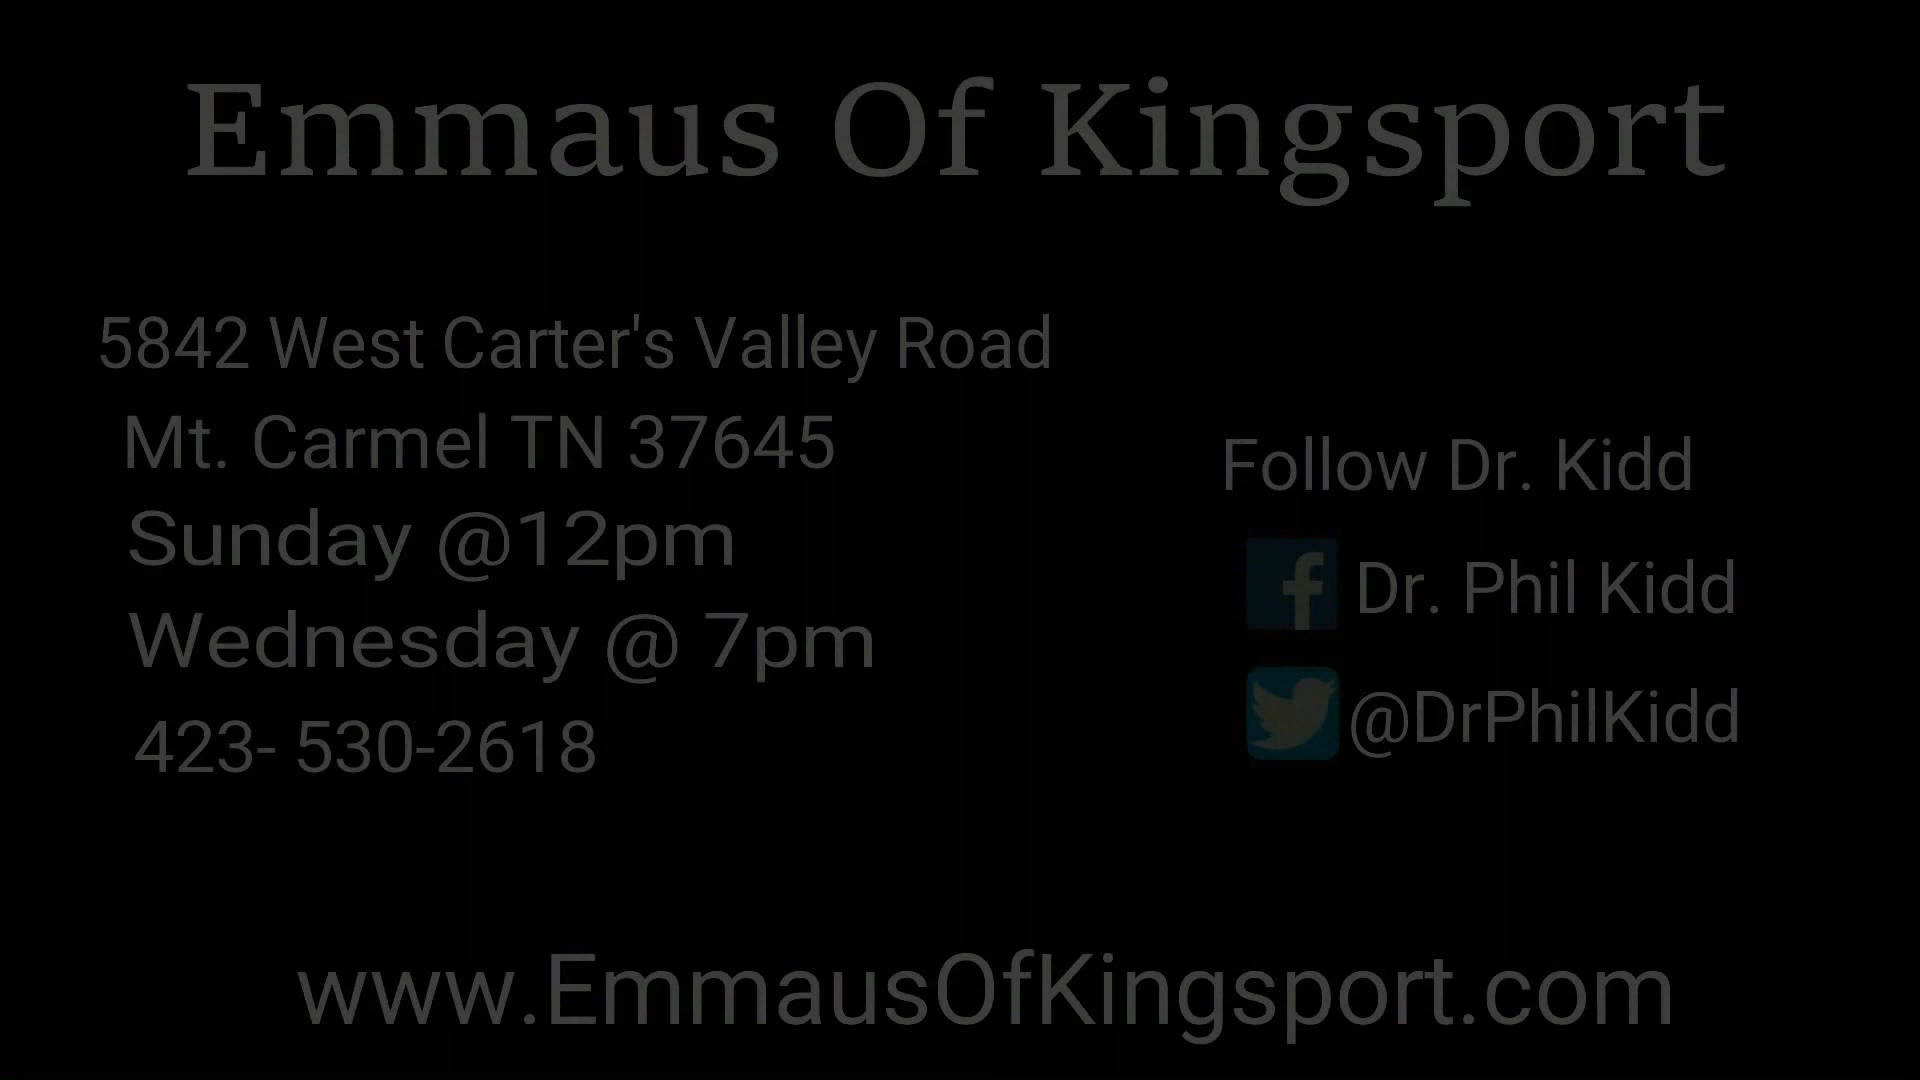 Emmaus Of Kingsport
5842 West Carter's Valley Road
Mt. Carmel TN 37645
Sunday @12pm
Wednesday @ 7pm
423- 530-2618
Follow Dr. Kidd
f Dr. Phil Kidd
@DrPhilKidd
www.EmmausOfKingsport.com